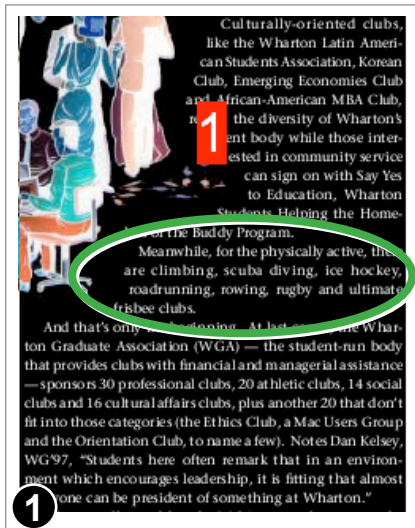 Culturally-oriented clubs,
like the Wharton Latin Ameri-
can Students Association, Korean
Club, Emerging Economies Club
and African-American MBA Club,
the diversity of Wharton's
body while those inter-
ested in community service
can sign on with Say Yes
to Education, Wharton
Students Helping the Home-
or the Buddy Program.
Meanwhile, for the physically active,
are climbing, scuba diving, ice hockey,
roadrunning, rowing, rugby and ultimate
frisbee clubs.
And that's only beginning. At last Whar-
ton Graduate Association (WGA) — the student-run body
that provides clubs with financial and managerial assistance
—sponsors 30 professional clubs, 20 athletic clubs, 14 social
clubs and 16 cultural affairs clubs, plus another 20 that don't
fit into those categories (the Ethics Club, a Mac Users Group
and the Orientation Club, to name a few). Notes Dan Kelsey,
WG'97, "Students here often remark that in an environ-
ment which encourages leadership, it is fitting that almost
one can be president of something at Wharton."
1
1